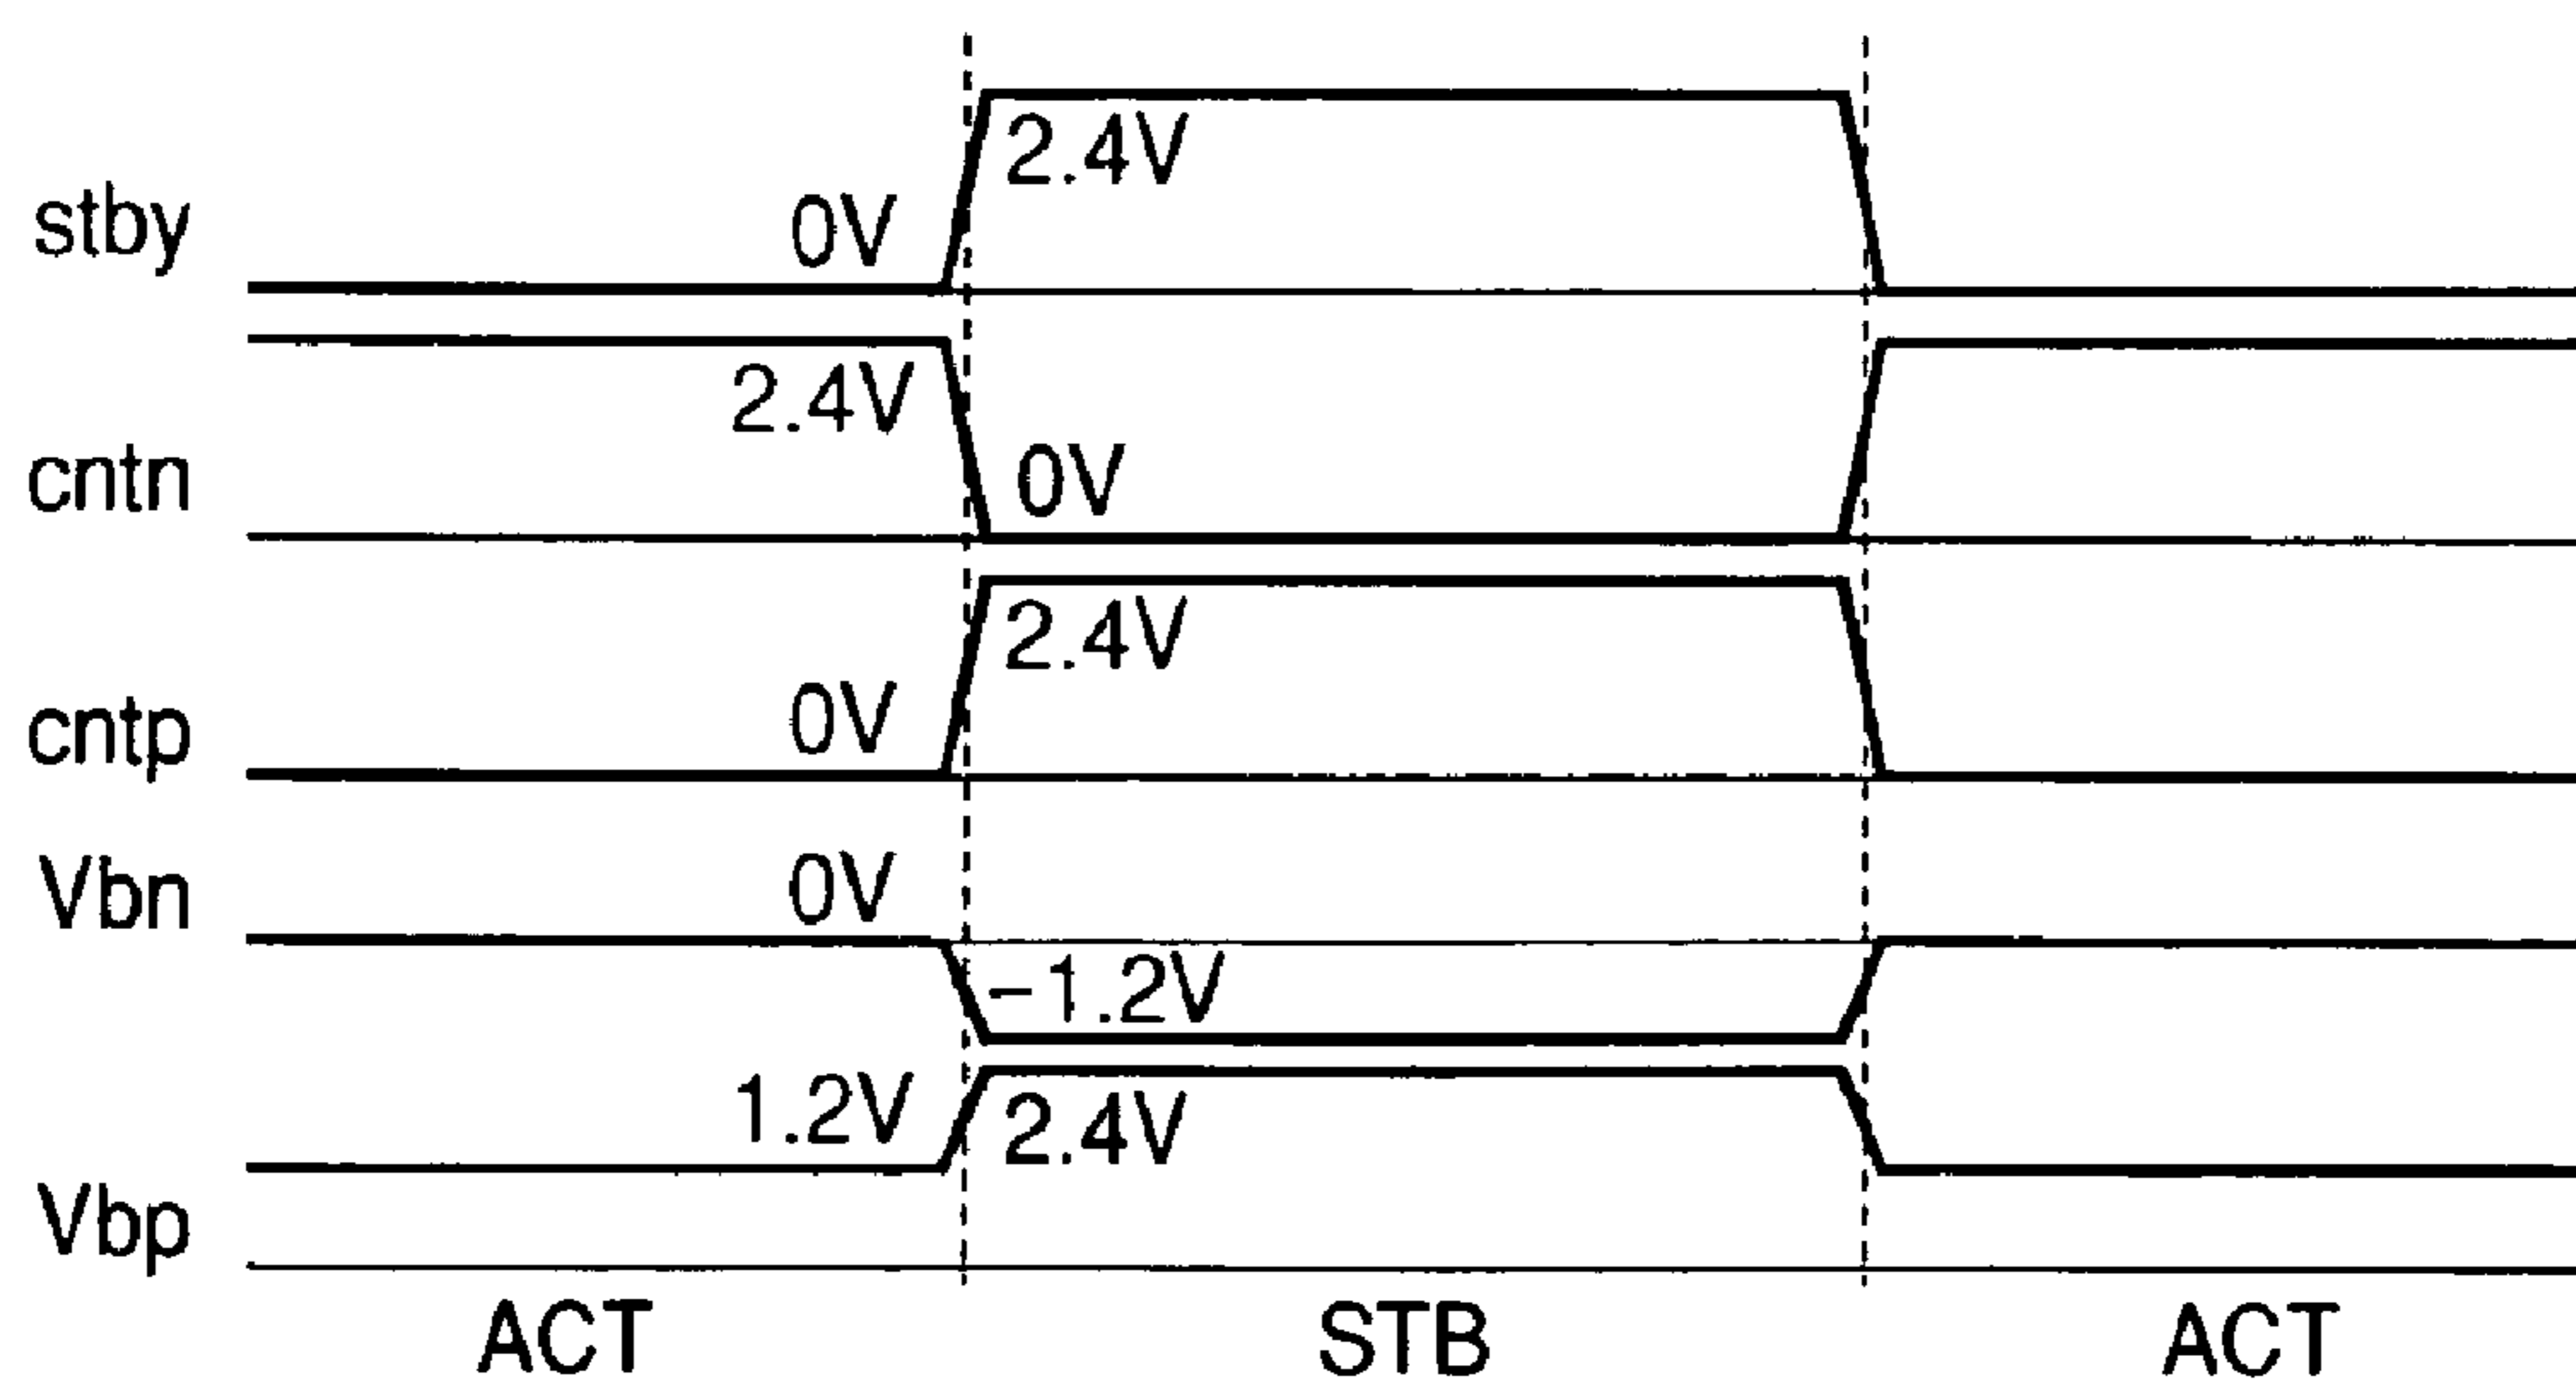 stby 0V 2.4V
cntn 2.4V 0V
cntp 0V 2.4V
Vbn 0V -1.2V
Vbp 1.2V 2.4V
ACT STB ACT